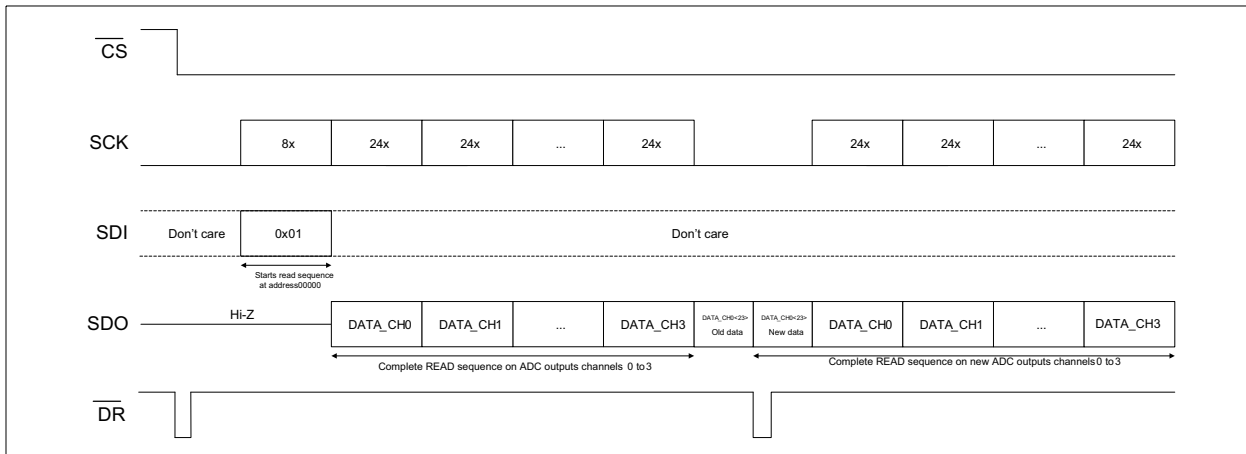 CS
SCK
8x
24x
24x
...
24x
24x
24x
...
24x
SDI
Don't care
0x01
Don't care
Starts read sequence
at address00000
SDO
Hi-Z
DATA_CH0
DATA_CH1
...
DATA_CH3
DATA_CH0<23>
Old data
DATA_CH0<23>
New data
DATA_CH0
DATA_CH1
...
DATA_CH3
Complete READ sequence on ADC outputs channels 0 to 3
Complete READ sequence on new ADC outputs channels 0 to 3
DR